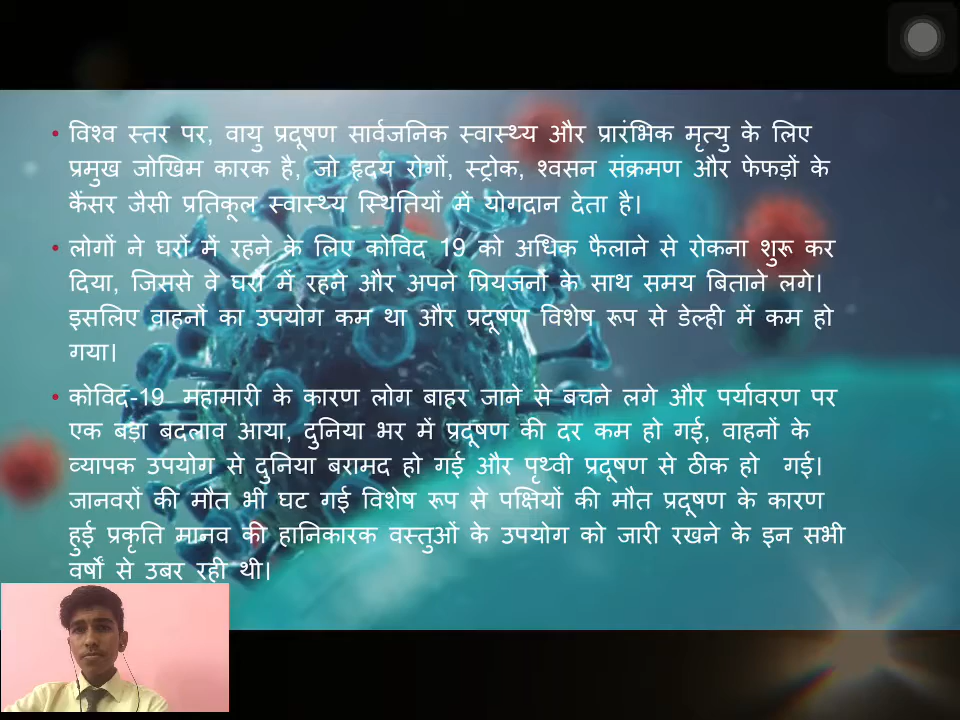 • विश्व स्तर पर, वायु प्रदूषण सार्वजनिक स्वास्थ्य और प्रारंभिक मृत्यु के लिए
प्रमुख जोखिम कारक है, जो हृदय रोगों, स्ट्रोक, श्वसन संक्रमण और फेफड़ों के
कैंसर जैसी प्रतिकूल स्वास्थ्य स्थितियों में योगदान देता है।
• लोगों ने घरों में रहने के लिए कोविद 19 को अधिक फैलाने से रोकना शुरू कर
दिया, जिससे वे घरों में रहने और अपने प्रियजनों के साथ समय बिताने लगे।
इसलिए वाहनों का उपयोग कम था और प्रदूषण विशेष रूप से डेल्ही में कम हो
गया।
• कोविद-19 महामारी के कारण लोग बाहर जाने से बचने लगे और पर्यावरण पर
एक बड़ा बदलाव आया, दुनिया भर में प्रदूषण की दर कम हो गई, वाहनों के
व्यापक उपयोग से दुनिया बरामद हो गई और पृथ्वी प्रदूषण से ठीक हो गई।
जानवरों की मौत भी घट गई विशेष रूप से पक्षियों की मौत प्रदूषण के कारण
हुई प्रकृति मानव की हानिकारक वस्तुओं के उपयोग को जारी रखने के इन सभी
वर्षों से उबर रही थी।